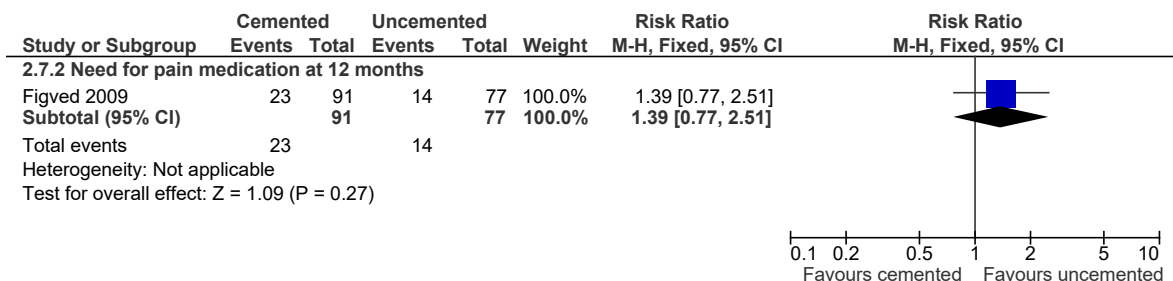 Cemented Uncemented Risk Ratio Risk Ratio
Study or Subgroup Events Total Events Total Weight M-H, Fixed, 95% CI M-H, Fixed, 95% CI
2.7.2 Need for pain medication at 12 months
Figved 2009 23 91 14 77 100.0% 1.39 [0.77, 2.51]
Subtotal (95% CI) 91 77 100.0% 1.39 [0.77, 2.51]
Total events 23 14
Heterogeneity: Not applicable
Test for overall effect: Z = 1.09 (P = 0.27)
0.1 0.2 0.5 1 2 5 10
Favours cemented Favours uncemented